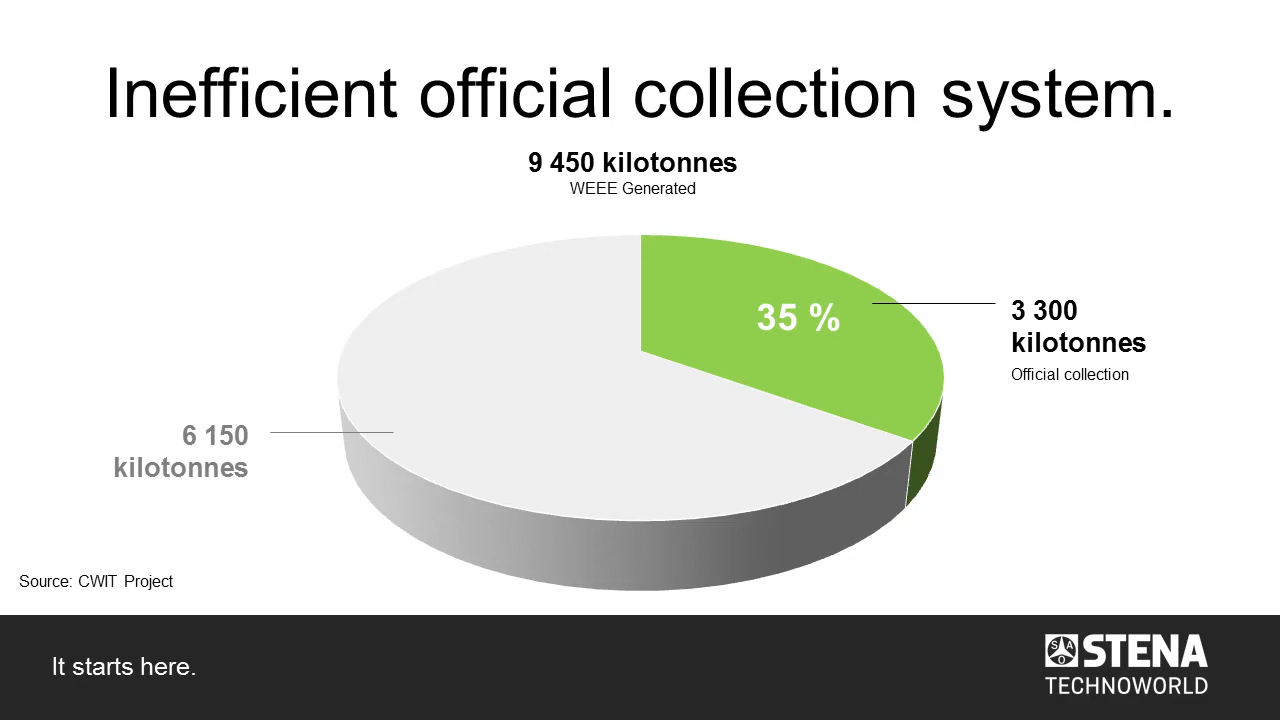 Inefficient official collection system.
9 450 kilotonnes
WEEE Generated
35 %
3 300
kilotonnes
Official collection
6 150
kilotonnes
Source: CWIT Project
It starts here.
S A O
STENA
TECHNOWORLD